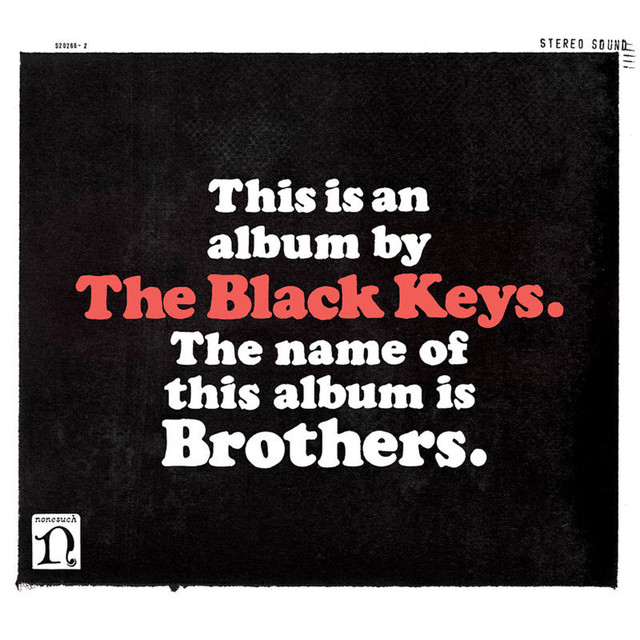 520266-2
STEREO SOUND
This is an
album by
The Black Keys.
The name of
this album is
Brothers.
nonesuch
n